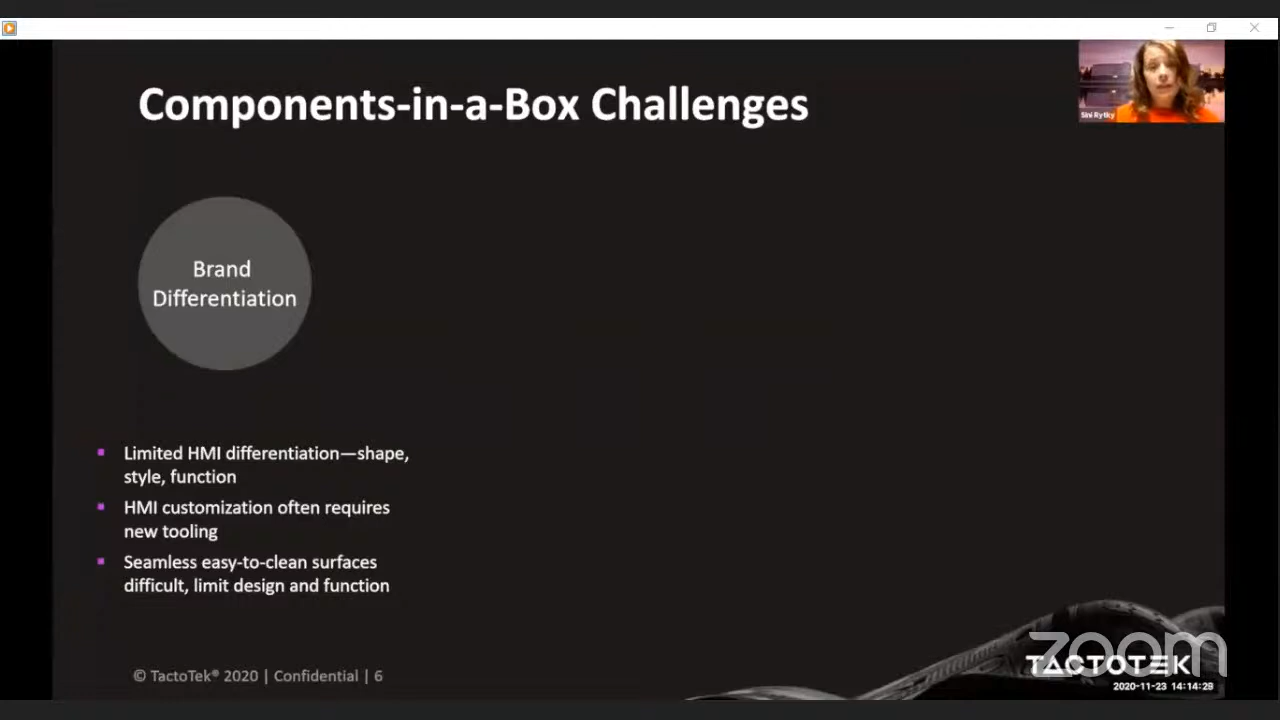 Components-in-a-Box Challenges
Sini Rytky
Brand
Differentiation
▪ Limited HMI differentiation—shape,
style, function
▪ HMI customization often requires
new tooling
▪ Seamless easy-to-clean surfaces
difficult, limit design and function
© TactoTek® 2020 | Confidential | 6
zoom
TACTOTEK
2020-11-23 14:14:29